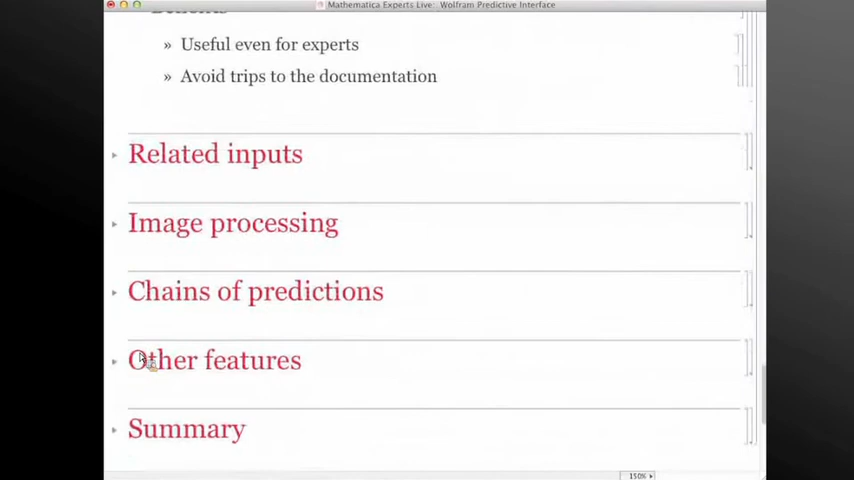 Mathematica Experts Live: Wolfram Predictive Interface
Benefits
» Useful even for experts
» Avoid trips to the documentation
Related inputs
Image processing
Chains of predictions
Other features
Summary
150%